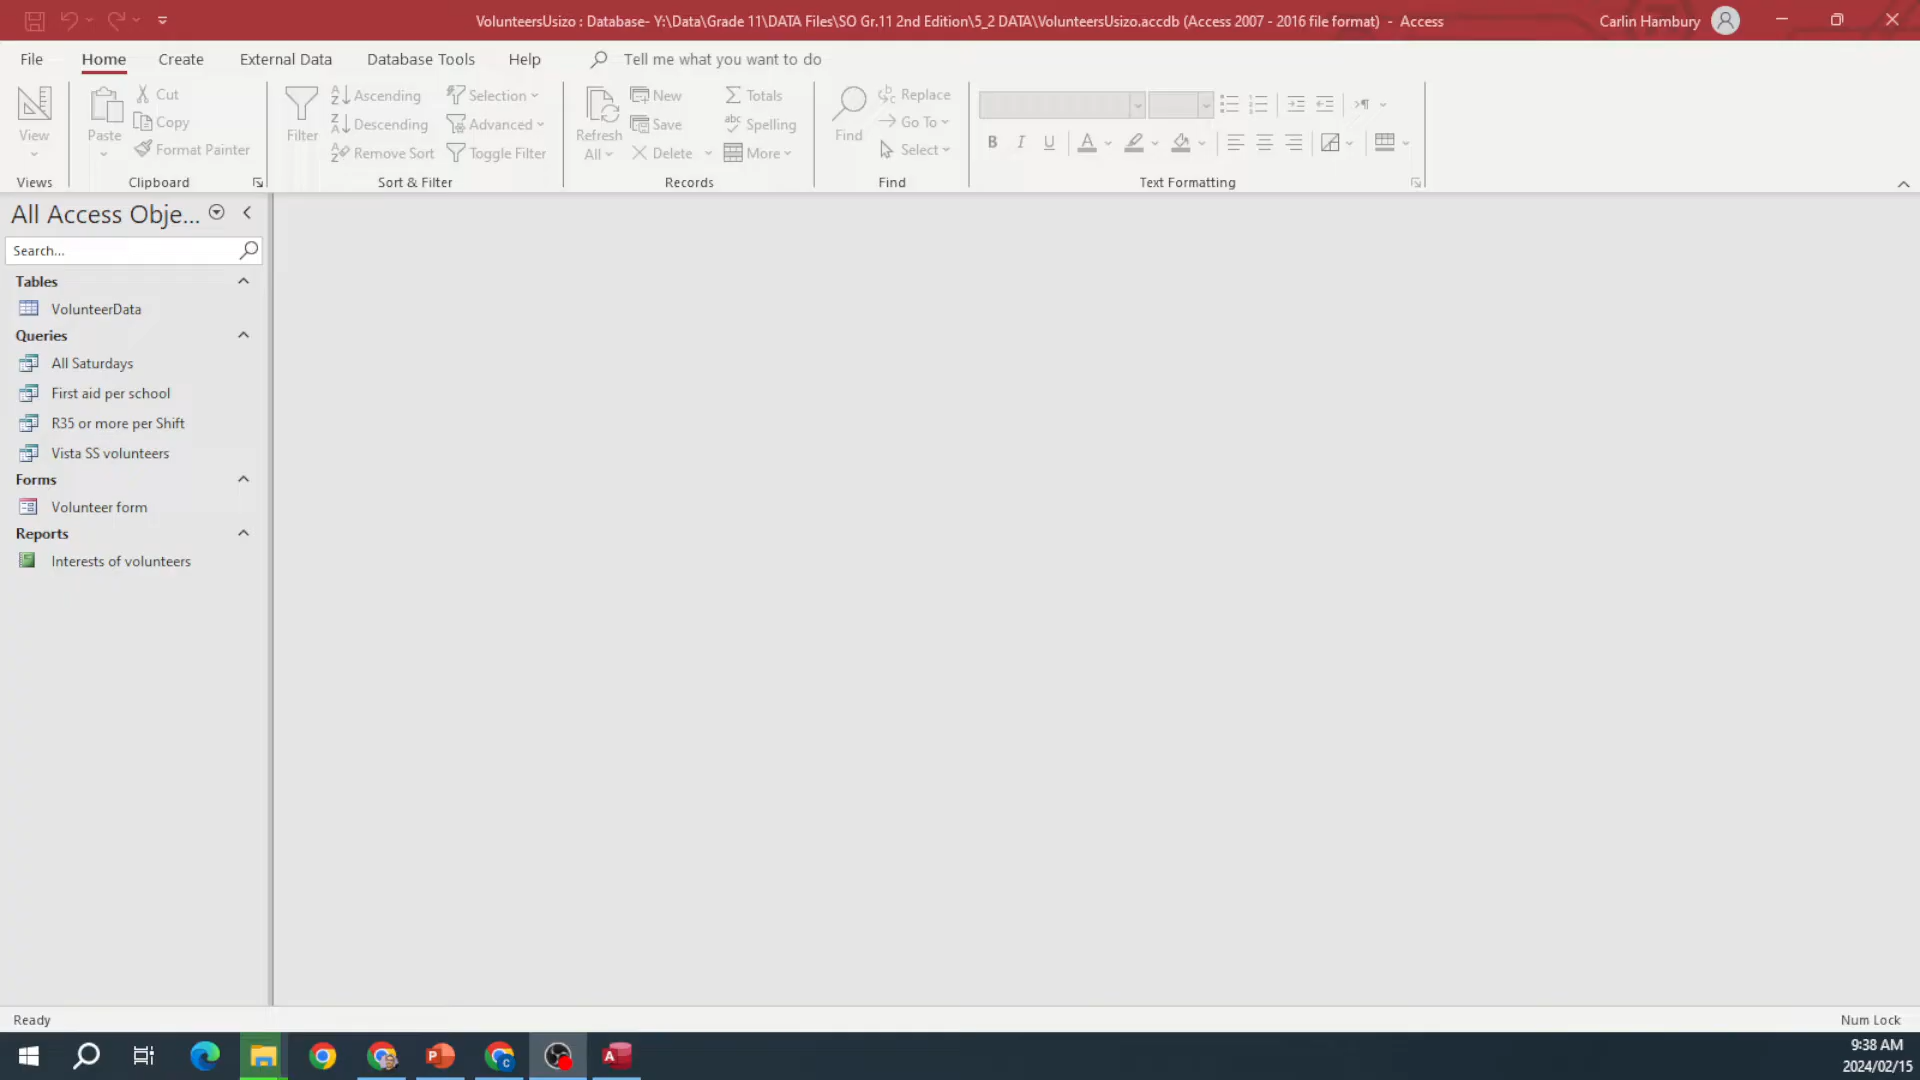 VolunteersUsizo : Database- Y:\Data\Grade 11\DATA Files\SO Gr.11 2nd Edition\5_2 DATA\VolunteersUsizo.accdb (Access 2007 - 2016 file format) - Access
Carlin Hambury
File Home Create External Data Database Tools Help Tell me what you want to do
View
Views
Paste
Cut
Copy
Format Painter
Clipboard
Filter
Ascending
Descending
Remove Sort
Selection
Advanced
Toggle Filter
Sort & Filter
Refresh
All
New
Save
Delete
Totals
Spelling
More
Records
Find
Replace
Go To
Select
Find
B I U
Text Formatting
All Access Obje...
Search...
Tables
VolunteerData
Queries
All Saturdays
First aid per school
R35 or more per Shift
Vista SS volunteers
Forms
Volunteer form
Reports
Interests of volunteers
Ready
Num Lock
9:38 AM
2024/02/15